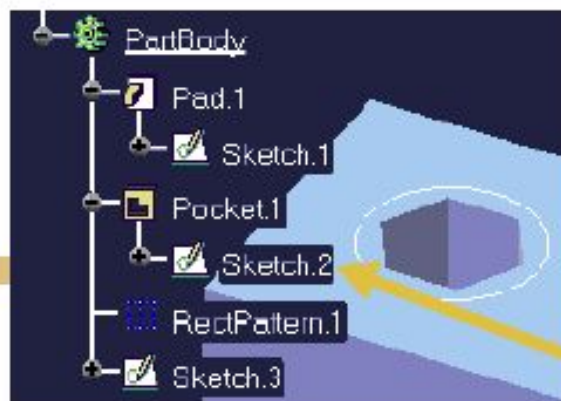 PartBody
Pad.1
Sketch.1
Pocket.1
Sketch.2
RectPattern.1
Sketch.3